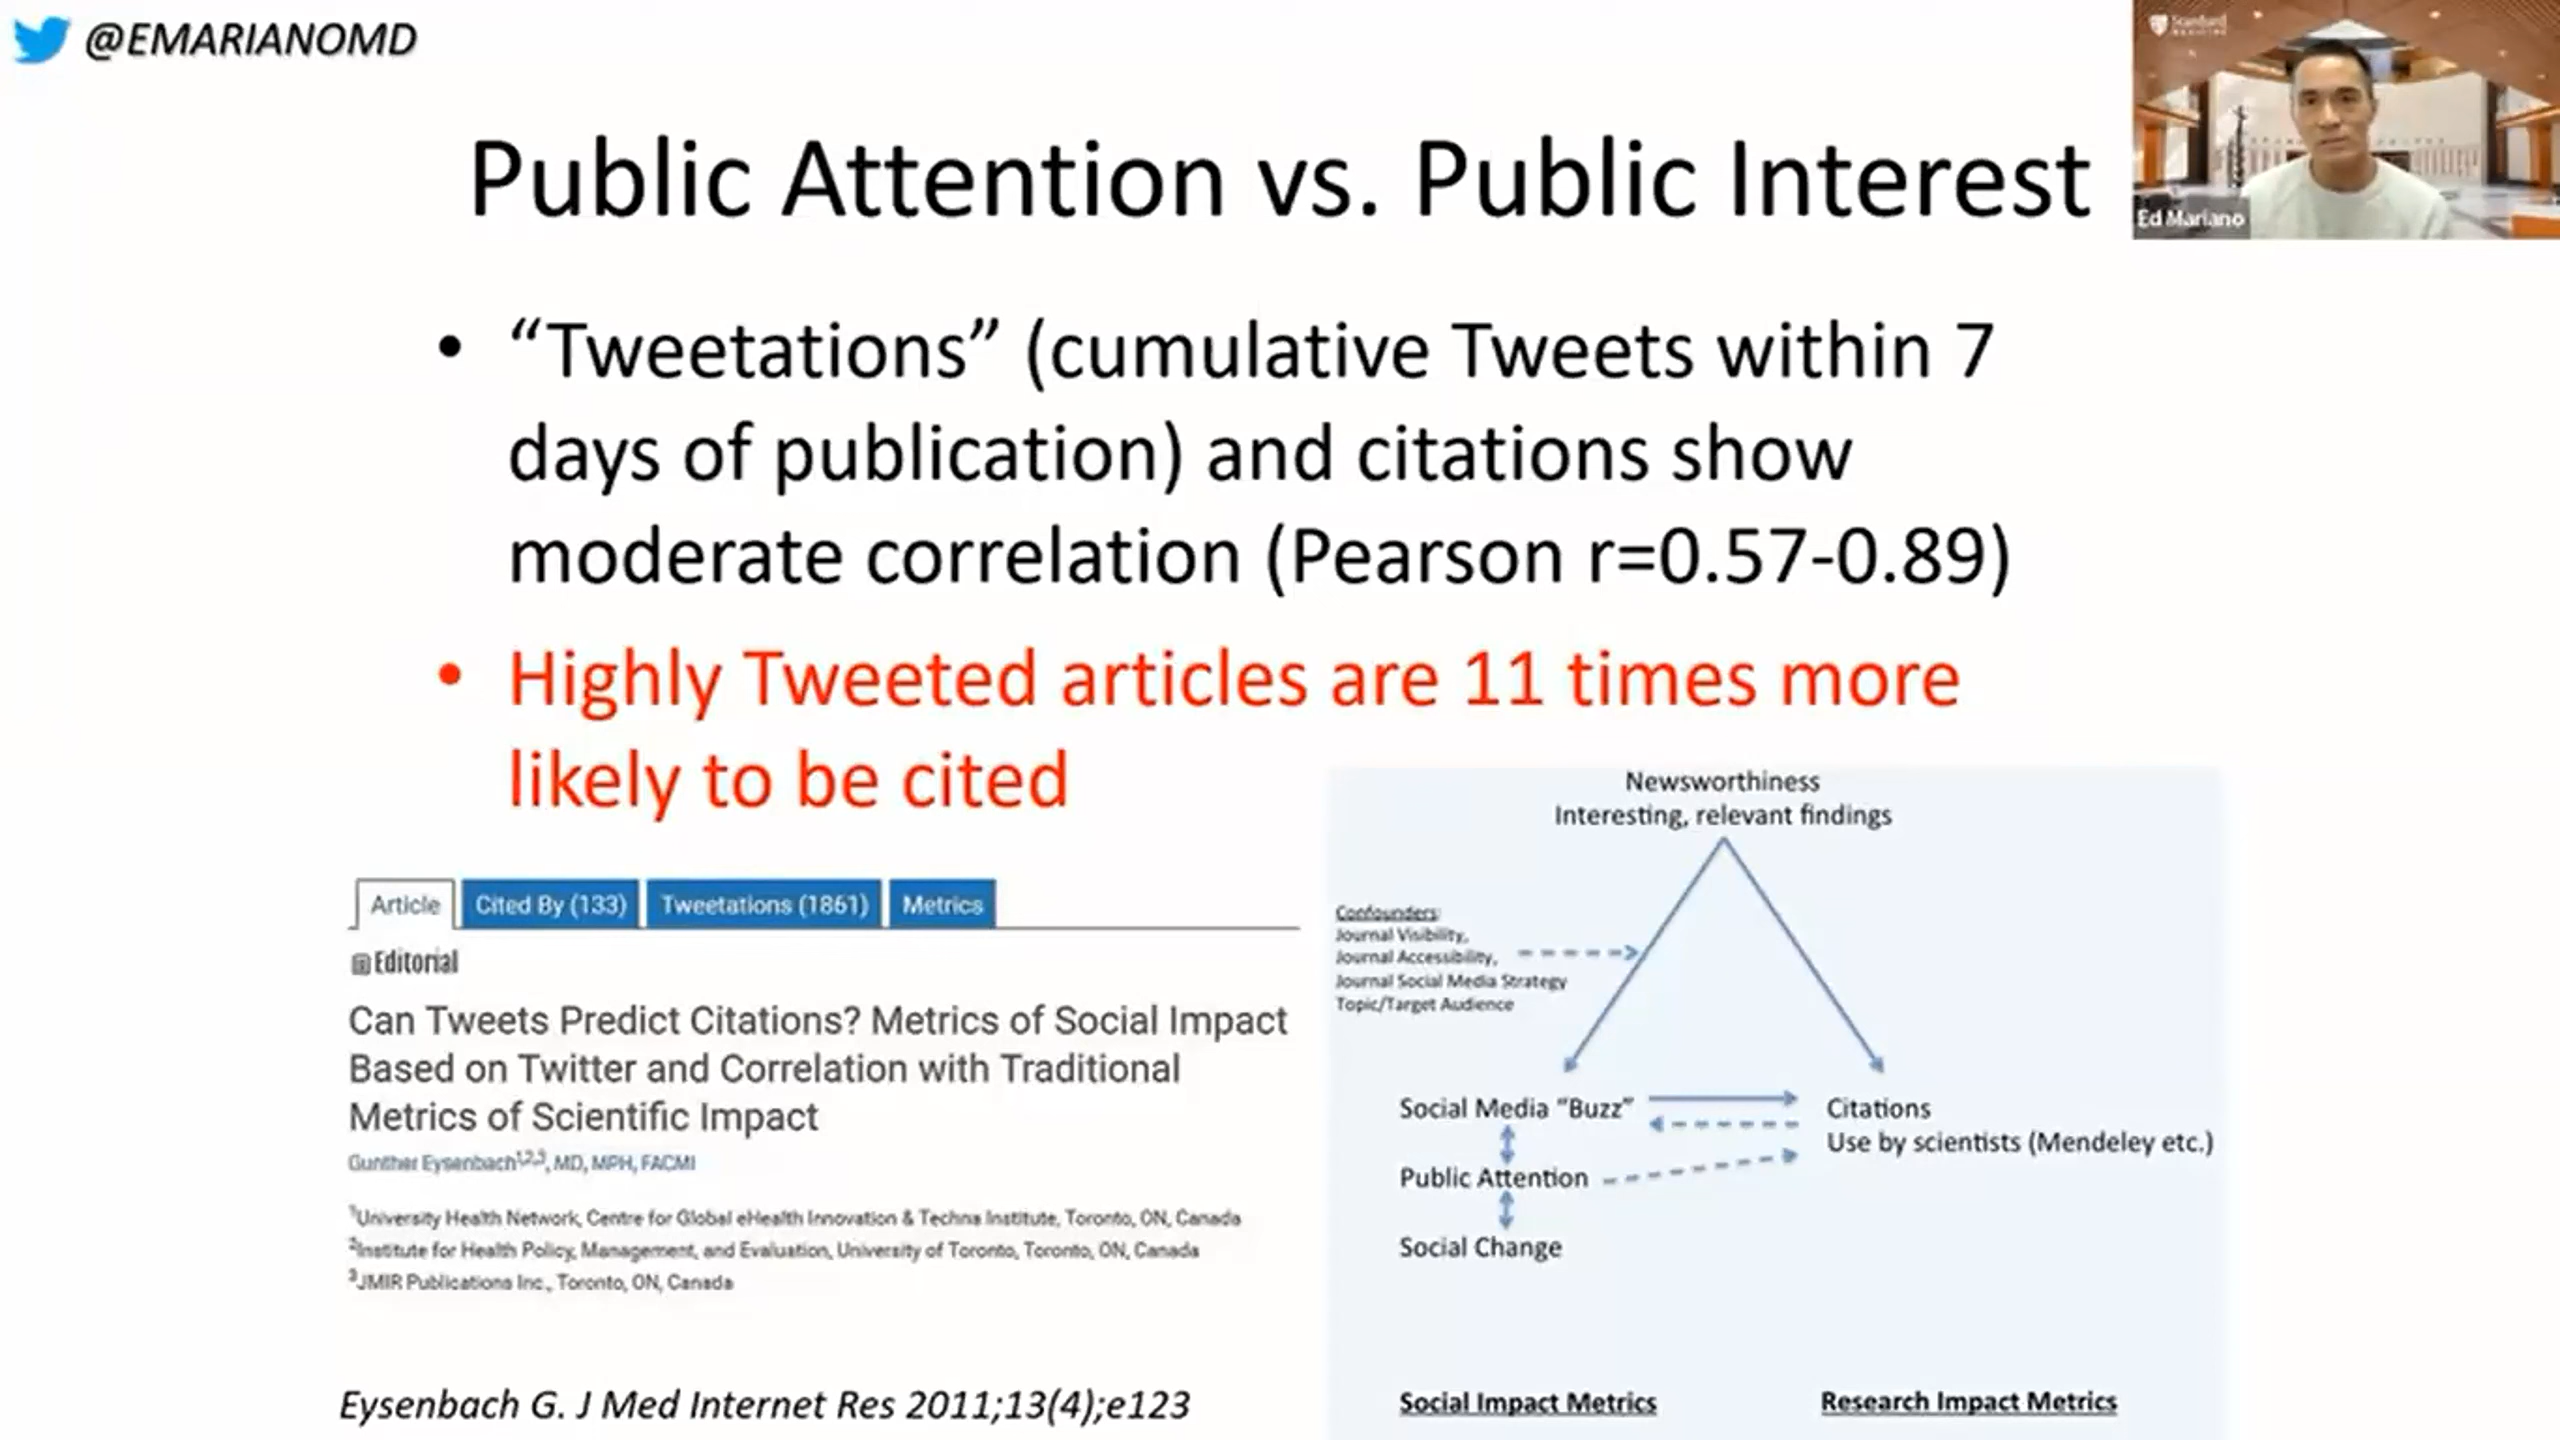 @EMARIANOMD
Stanford
MEDICINE
Ed Mariano
Public Attention vs. Public Interest
• “Tweetations” (cumulative Tweets within 7
days of publication) and citations show
moderate correlation (Pearson r=0.57-0.89)
• Highly Tweeted articles are 11 times more
likely to be cited
Article Cited By (133) Tweetations (1861) Metrics
Editorial
Can Tweets Predict Citations? Metrics of Social Impact
Based on Twitter and Correlation with Traditional
Metrics of Scientific Impact
Gunther Eysenbach1,2,3, MD, MPH, FACMI
1University Health Network, Centre for Global eHealth Innovation & Techna Institute, Toronto, ON, Canada
2Institute for Health Policy, Management, and Evaluation, University of Toronto, Toronto, ON, Canada
3JMIR Publications Inc., Toronto, ON, Canada
Eysenbach G. J Med Internet Res 2011;13(4);e123
Newsworthiness
Interesting, relevant findings
Confounders:
Journal Visibility,
Journal Accessibility,
Journal Social Media Strategy
Topic/Target Audience
Social Media “Buzz”
Citations
Use by scientists (Mendeley etc.)
Public Attention
Social Change
Social Impact Metrics
Research Impact Metrics